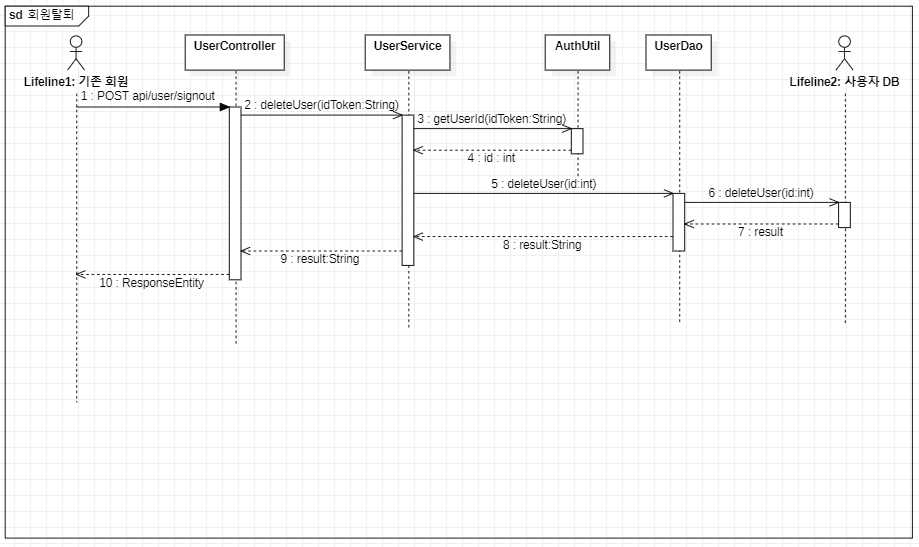 sd 회원탈퇴
UserController
UserService
AuthUtil
UserDao
Lifeline1: 기존 회원
Lifeline2: 사용자 DB
1 : POST api/user/signout
2 : deleteUser(idToken:String)
3 : getUserId(idToken:String)
4 : id : int
5 : deleteUser(id:int)
6 : deleteUser(id:int)
7 : result
8 : result:String
9 : result:String
10 : ResponseEntity